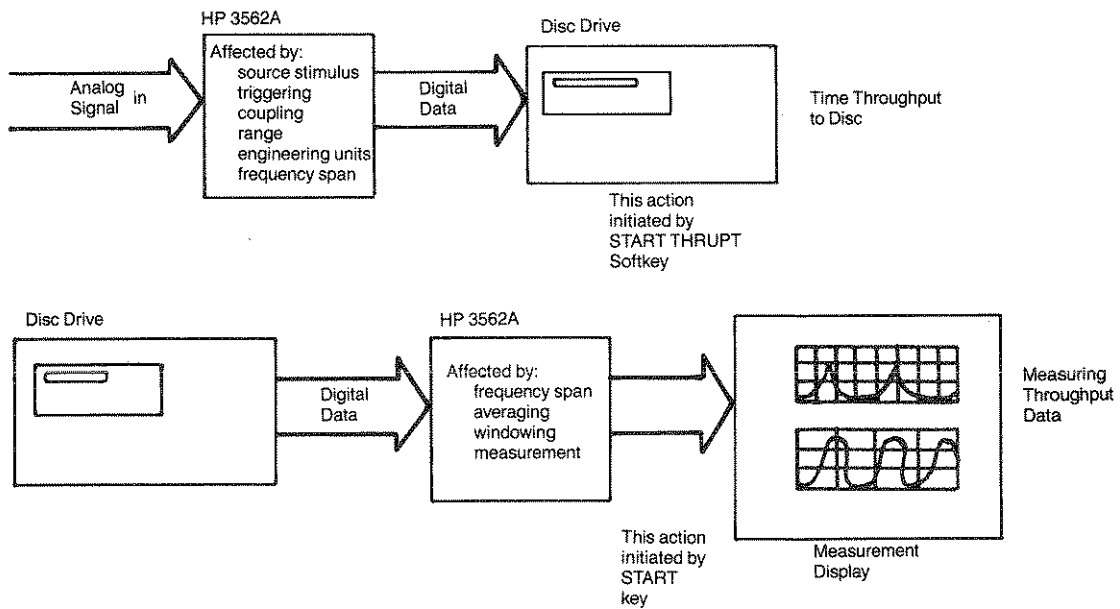 HP 3562A
Affected by:
source stimulus
triggering
coupling
range
engineering units
frequency span
Analog
Signal in
Digital
Data
Disc Drive
Time Throughput
to Disc
This action
initiated by
START THRUPT
Softkey
Disc Drive
Digital
Data
HP 3562A
Affected by:
frequency span
averaging
windowing
measurement
This action
initiated by
START
key
Measurement
Display
Measuring
Throughput
Data